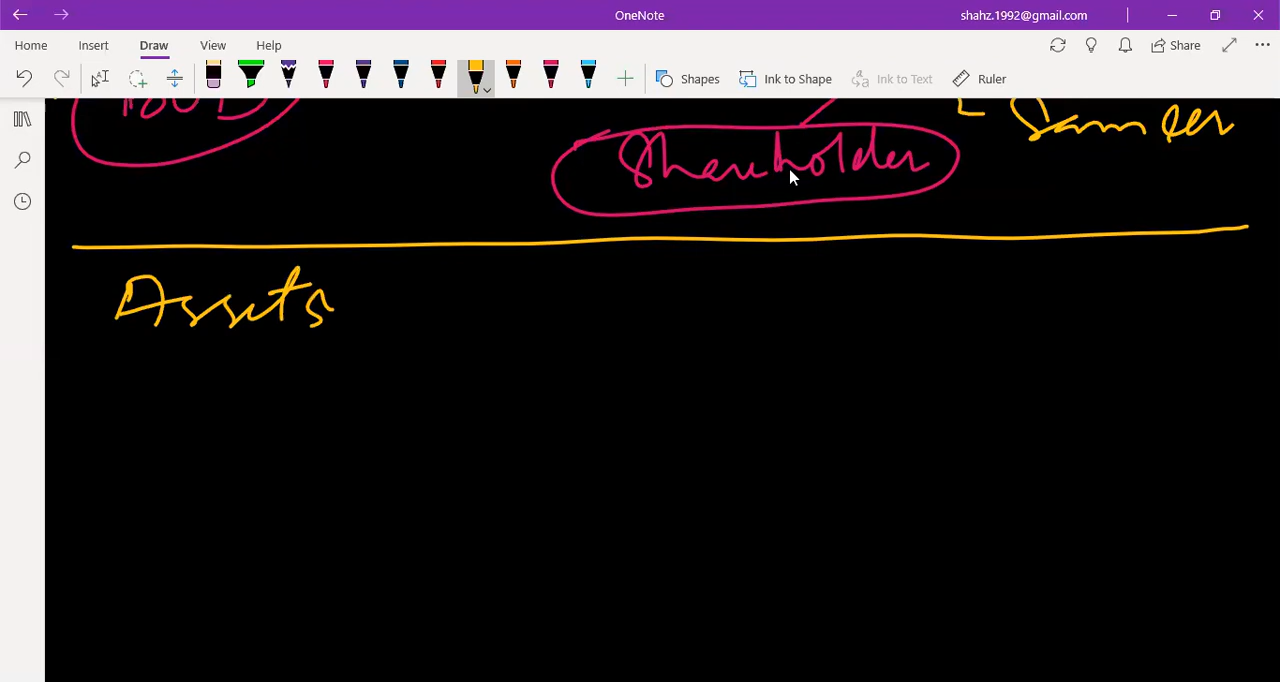 OneNote
shahz.1992@gmail.com
Home Insert Draw View Help
Share
Shapes Ink to Shape Ink to Text Ruler
Shareholder
Assets